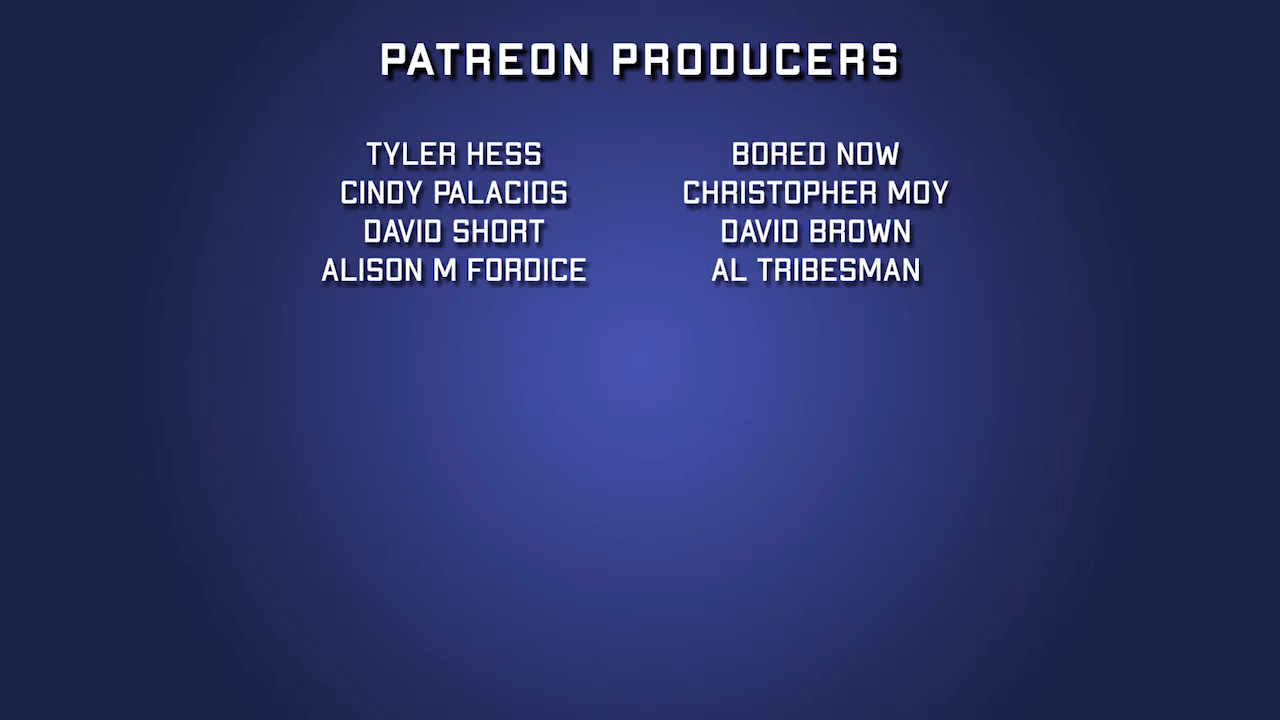 PATREON PRODUCERS
TYLER HESS
CINDY PALACIOS
DAVID SHORT
ALISON M FORDICE
BORED NOW
CHRISTOPHER MOY
DAVID BROWN
AL TRIBESMAN